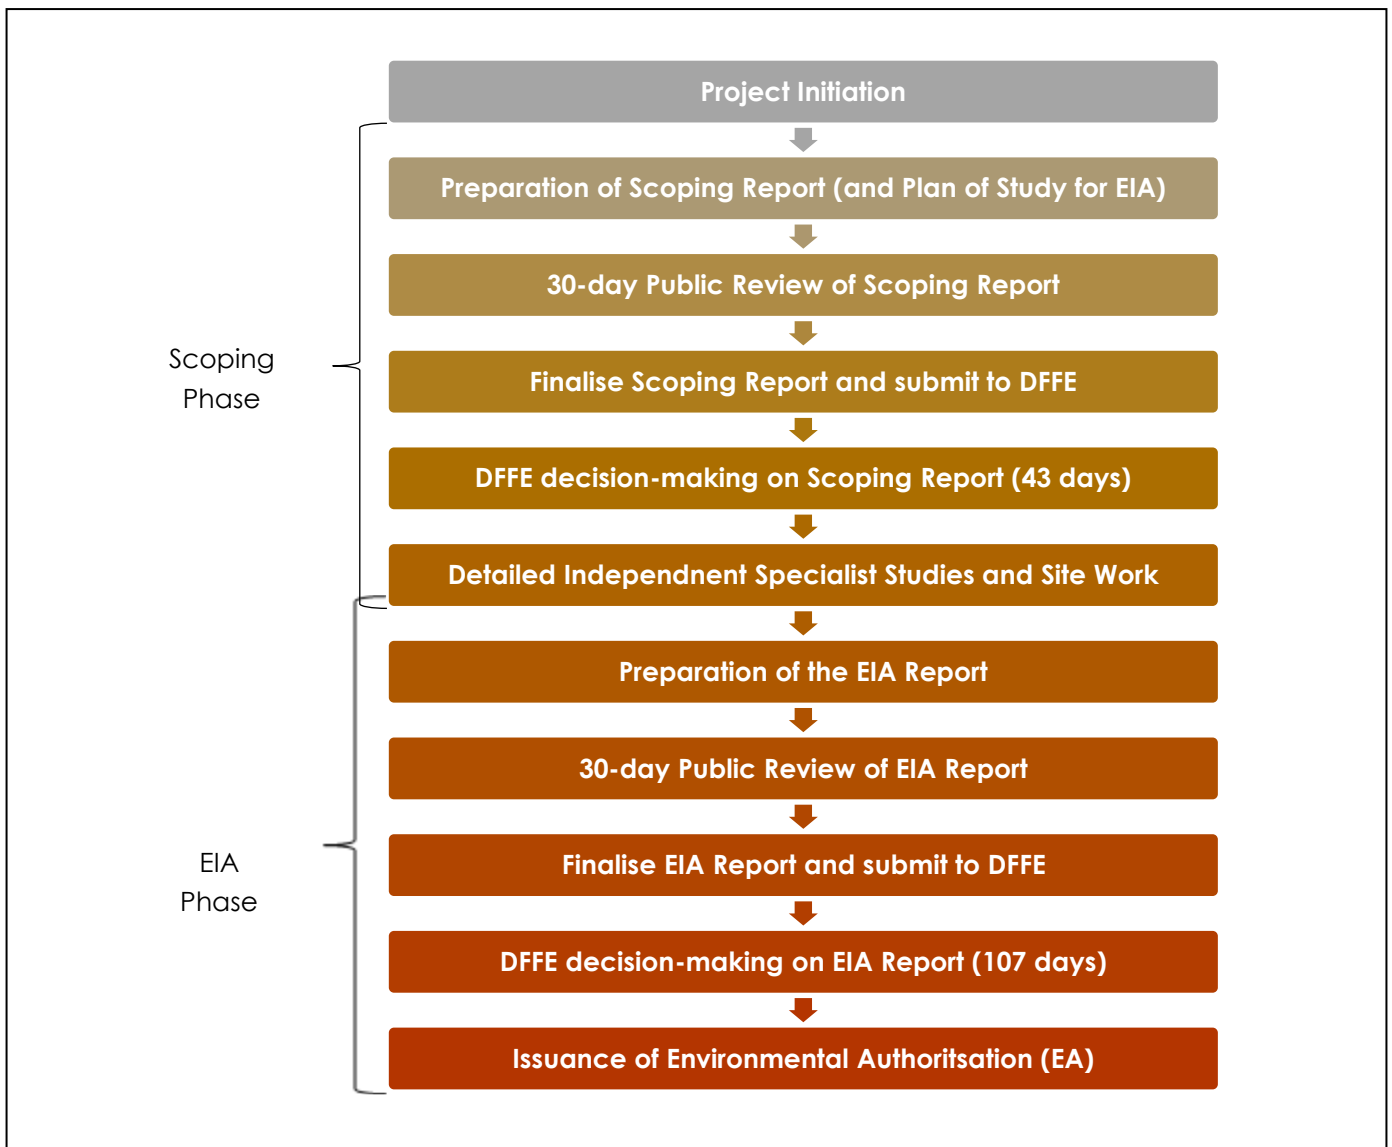 Project Initiation
Preparation of Scoping Report (and Plan of Study for EIA)
30-day Public Review of Scoping Report
Scoping
Phase
Finalise Scoping Report and submit to DFFE
DFFE decision-making on Scoping Report (43 days)
Detailed Independnent Specialist Studies and Site Work
Preparation of the EIA Report
30-day Public Review of EIA Report
EIA
Phase
Finalise EIA Report and submit to DFFE
DFFE decision-making on EIA Report (107 days)
Issuance of Environmental Authoritsation (EA)